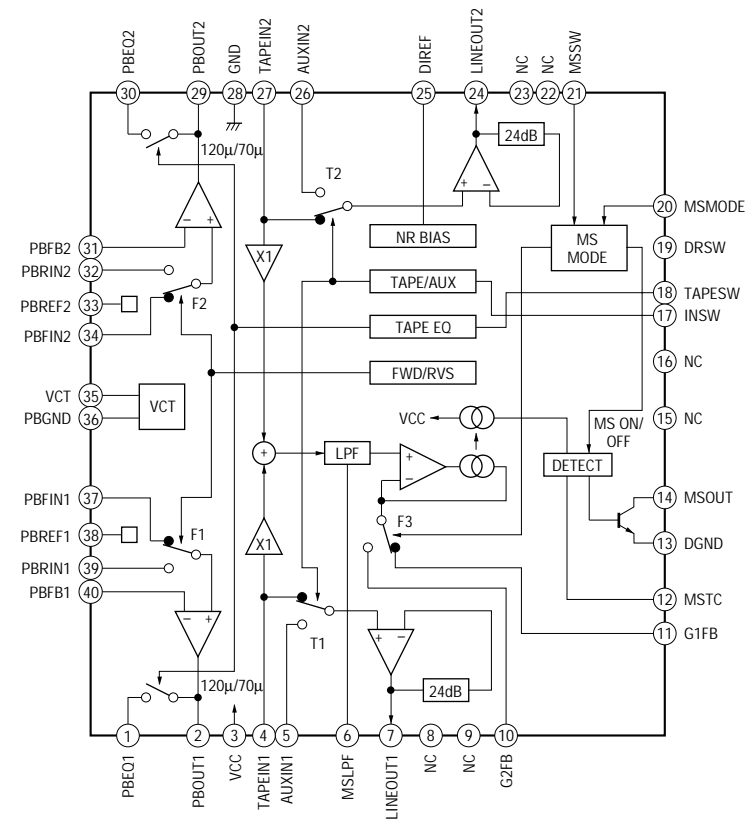 PBEQ2
PBOUT2
GND
TAPEIN2
AUXIN2
DIREF
LINEOUT2
NC
NC
MSSW
30
29
28
27
26
25
24
23
22
21
120μ/70μ
T2
24dB
+
−
−
+
20 MSMODE
MS
MODE
19 DRSW
NR BIAS
PBFB2 31
PBRIN2 32
PBREF2 33
PBFIN2 34
F2
X1
TAPE/AUX
18 TAPESW
17 INSW
TAPE EQ
FWD/RVS
16 NC
VCT 35
PBGND 36
VCT
VCC
MS ON/
OFF
15 NC
+
LPF
+
−
DETECT
14 MSOUT
13 DGND
PBFIN1 37
PBREF1 38
PBRIN1 39
PBFB1 40
F1
X1
F3
12 MSTC
11 G1FB
T1
−
+
+
−
120μ/70μ
24dB
1
2
3
4
5
6
7
8
9
10
PBEQ1
PBOUT1
VCC
TAPEIN1
AUXIN1
MSLPF
LINEOUT1
NC
NC
G2FB